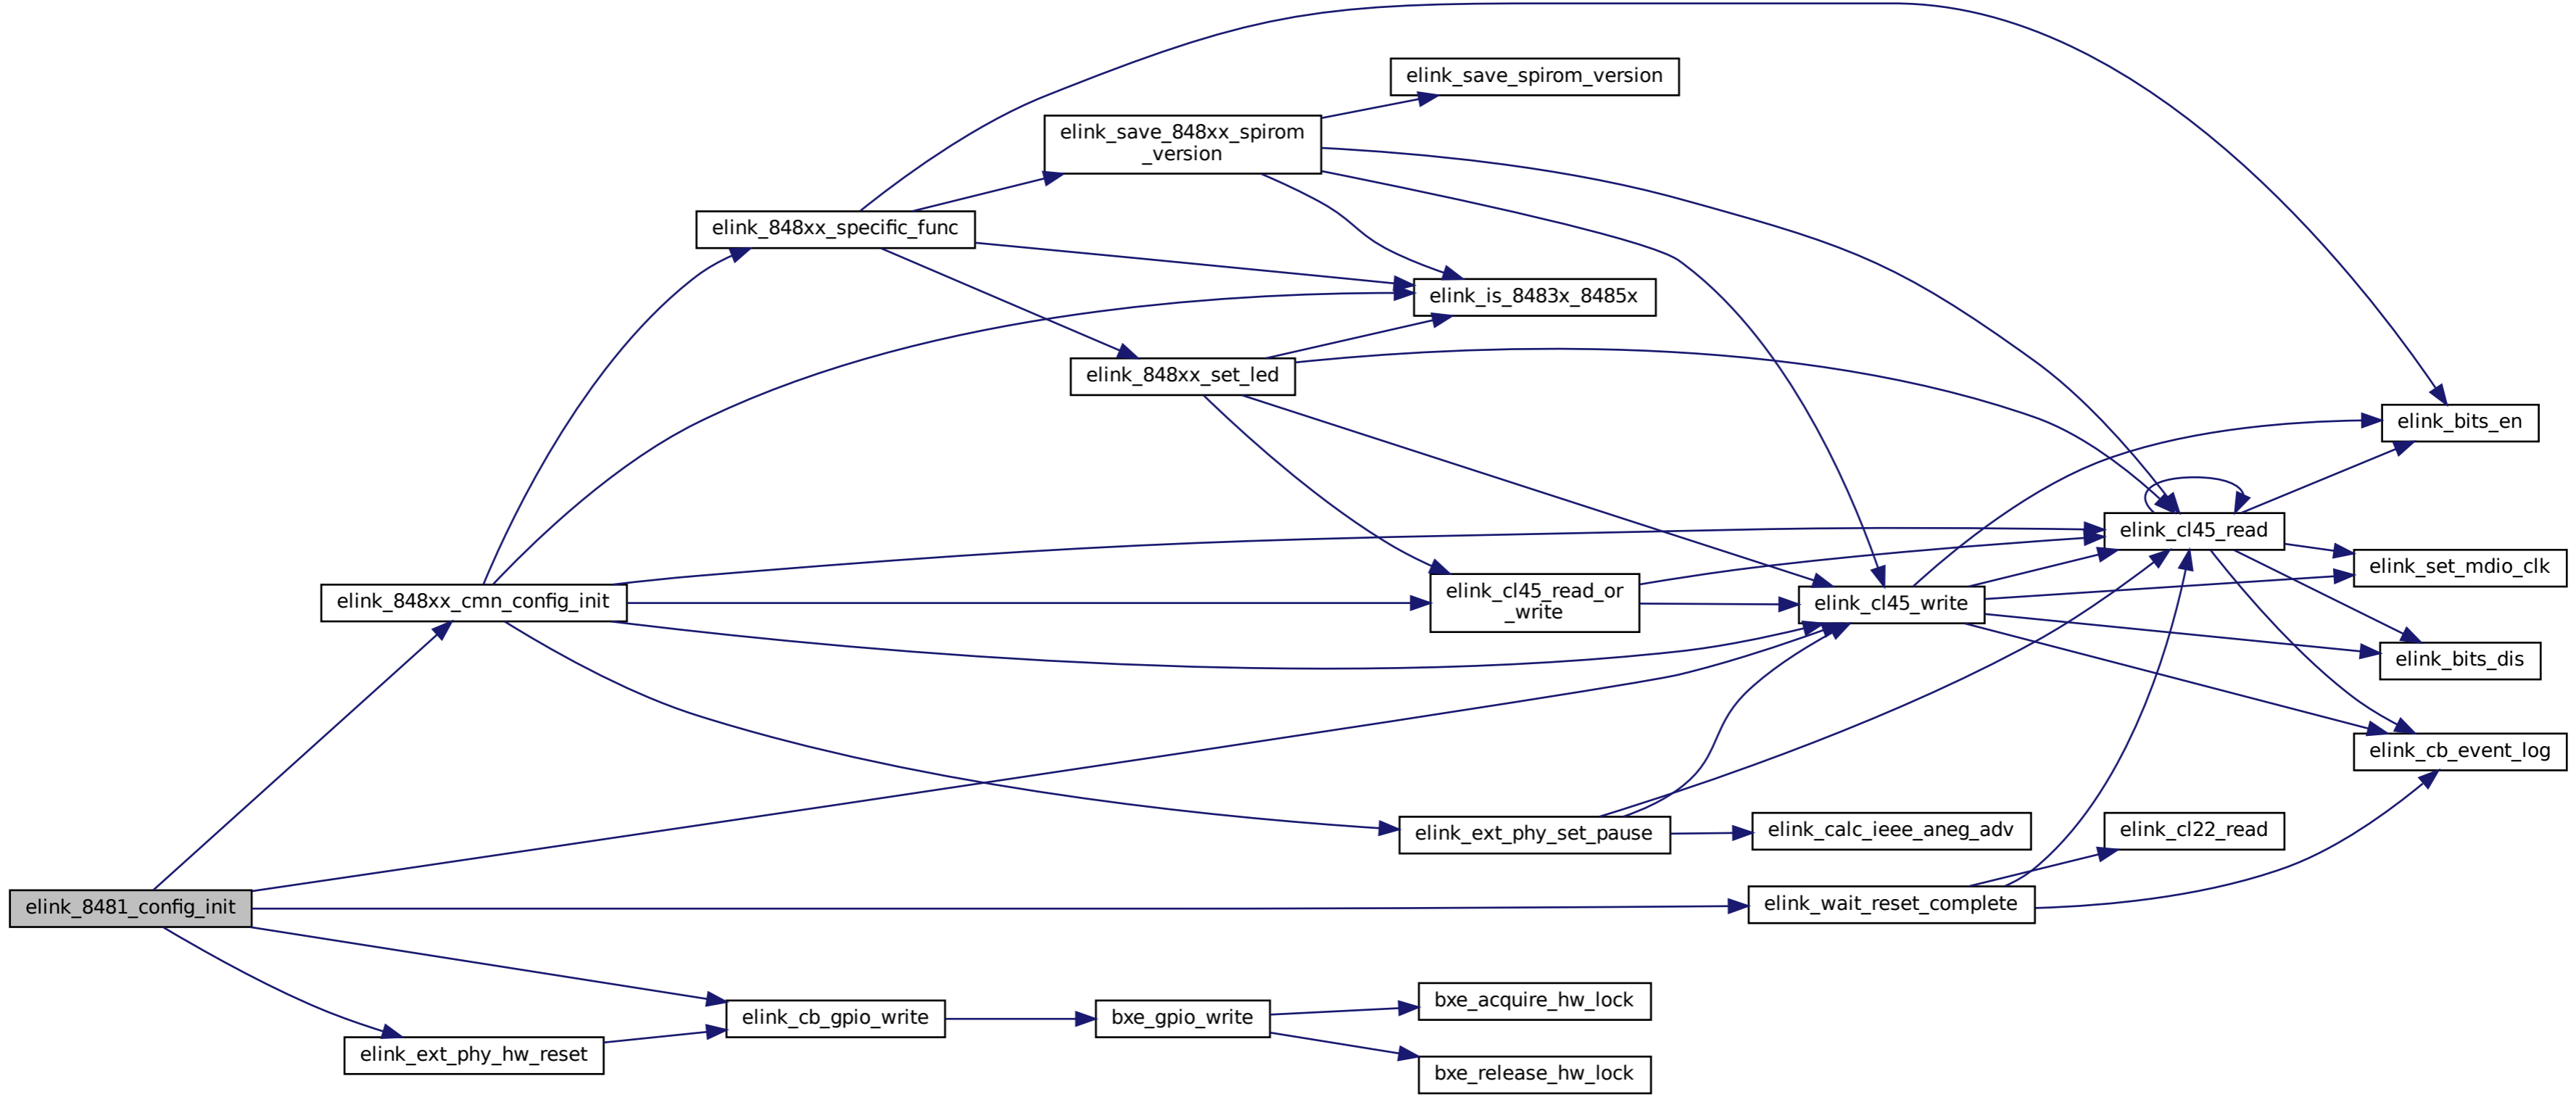 elink_save_spirom_version
elink_save_848xx_spirom
_version
elink_848xx_specific_func
elink_is_8483x_8485x
elink_848xx_set_led
elink_bits_en
elink_cl45_read
elink_set_mdio_clk
elink_848xx_cmn_config_init
elink_cl45_read_or
_write
elink_cl45_write
elink_bits_dis
elink_cb_event_log
elink_ext_phy_set_pause
elink_calc_ieee_aneg_adv
elink_cl22_read
elink_8481_config_init
elink_wait_reset_complete
bxe_acquire_hw_lock
elink_cb_gpio_write
bxe_gpio_write
elink_ext_phy_hw_reset
bxe_release_hw_lock